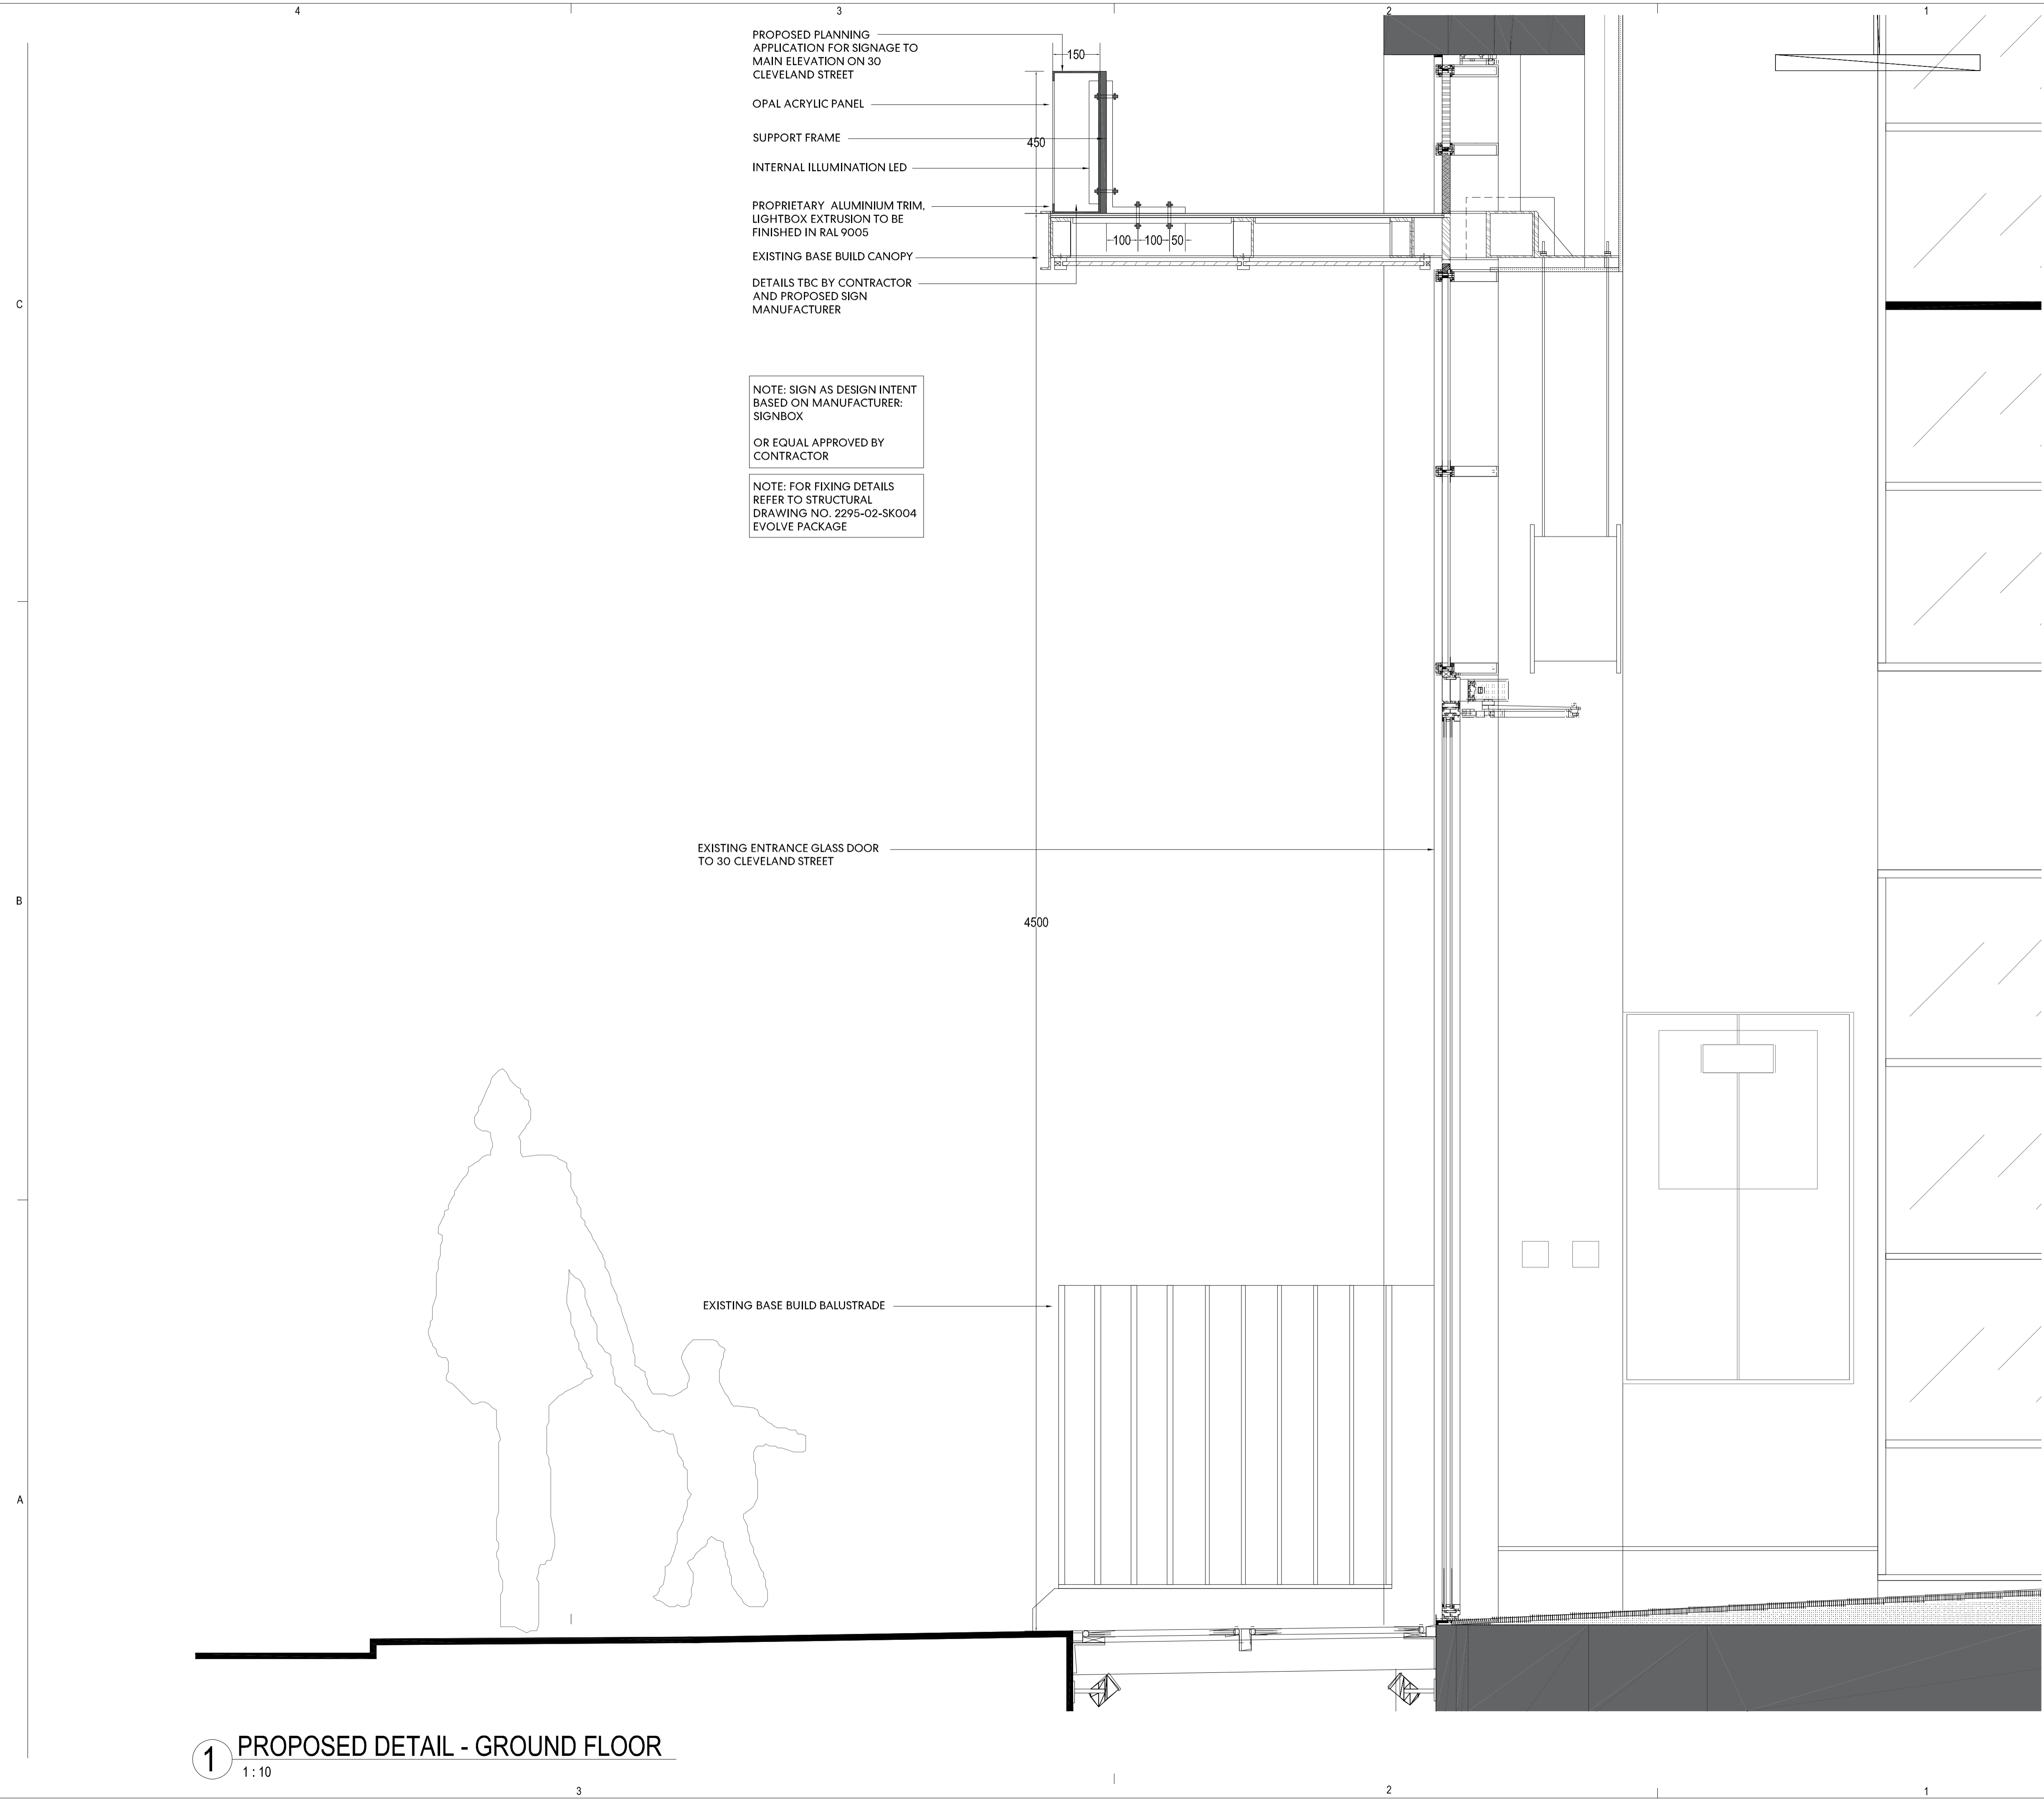 4
3
2
1
PROPOSED PLANNING
APPLICATION FOR SIGNAGE TO
MAIN ELEVATION ON 30
CLEVELAND STREET
150
OPAL ACRYLIC PANEL
SUPPORT FRAME
450
INTERNAL ILLUMINATION LED
PROPRIETARY ALUMINIUM TRIM,
LIGHTBOX EXTRUSION TO BE
FINISHED IN RAL 9005
100
100
50
EXISTING BASE BUILD CANOPY
DETAILS TBC BY CONTRACTOR
AND PROPOSED SIGN
MANUFACTURER
C
NOTE: SIGN AS DESIGN INTENT
BASED ON MANUFACTURER:
SIGNBOX
OR EQUAL APPROVED BY
CONTRACTOR
NOTE: FOR FIXING DETAILS
REFER TO STRUCTURAL
DRAWING NO. 2295-02-SK004
EVOLVE PACKAGE
EXISTING ENTRANCE GLASS DOOR
TO 30 CLEVELAND STREET
B
4500
EXISTING BASE BUILD BALUSTRADE
A
1
PROPOSED DETAIL - GROUND FLOOR
1 : 10
3
2
1